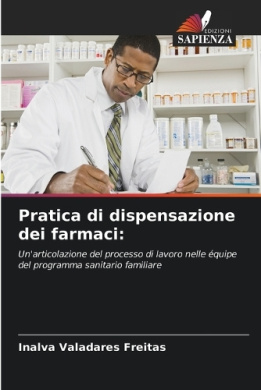 EDIZIONI
SAPIENZA
Pratica di dispensazione
dei farmaci:
Un'articolazione del processo di lavoro nelle équipe
del programma sanitario familiare
Inalva Valadares Freitas